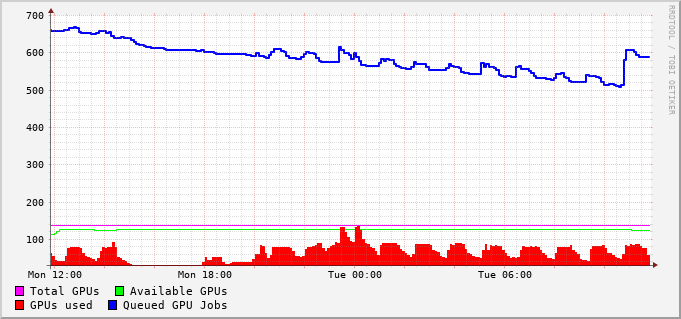 700
600
500
400
300
200
100
Mon 12:00 Mon 18:00 Tue 00:00 Tue 06:00
Total GPUs Available GPUs
GPUs used Queued GPU Jobs
RRDTOOL / TOBI OETIKER